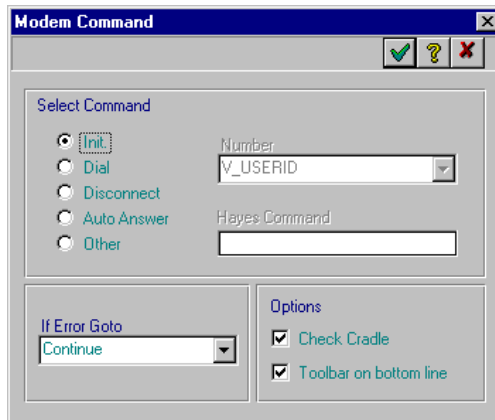 Modem Command
Select Command
Init.
Dial
Disconnect
Auto Answer
Other
Number
V_USERID
Hayes Command
If Error Goto
Continue
Options
Check Cradle
Toolbar on bottom line